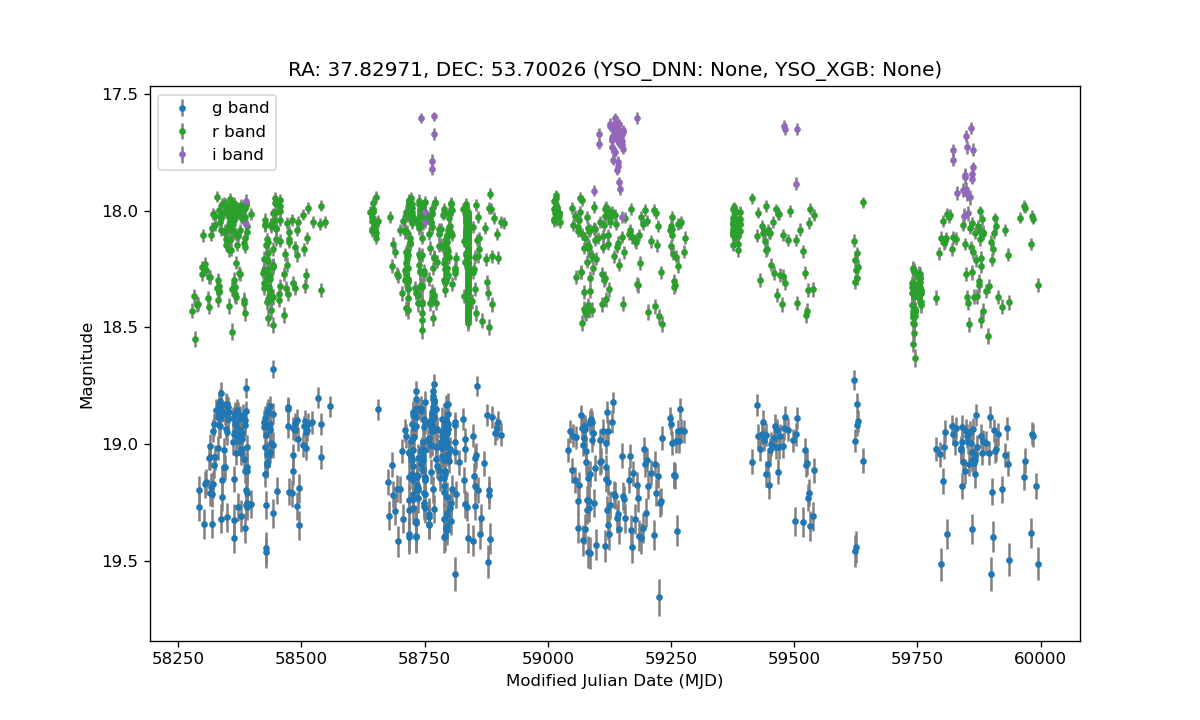 RA: 37.82971, DEC: 53.70026 (YSO_DNN: None, YSO_XGB: None)
g band
r band
i band
Magnitude
17.5
18.0
18.5
19.0
19.5
58250 58500 58750 59000 59250 59500 59750 60000
Modified Julian Date (MJD)